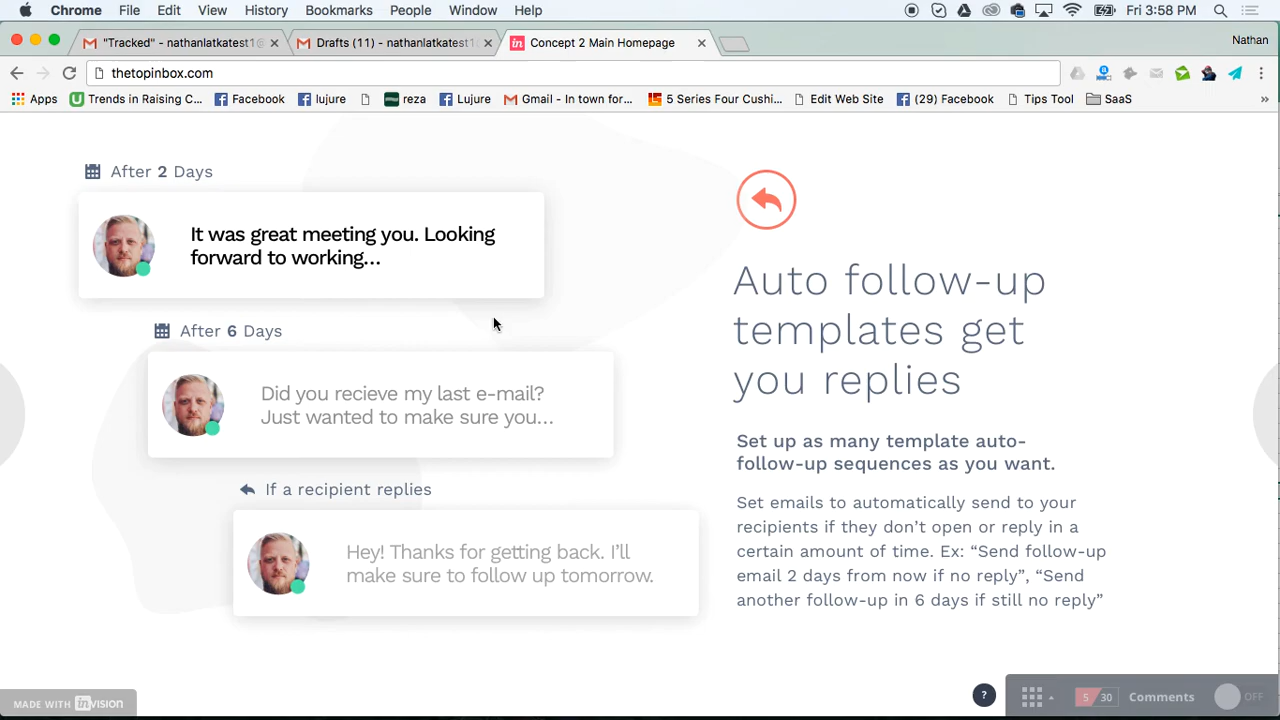 Chrome File Edit View History Bookmarks People Window Help Fri 3:58 PM
"Tracked" - nathanlatkatest1@ Drafts (11) - nathanlatkatest1@ Concept 2 Main Homepage Nathan
thetopinbox.com
Apps Trends in Raising C... Facebook lujure reza Lujure Gmail - In town for... 5 Series Four Cushi... Edit Web Site (29) Facebook Tips Tool SaaS »
After 2 Days
It was great meeting you. Looking
forward to working...
After 6 Days
Did you recieve my last e-mail?
Just wanted to make sure you...
If a recipient replies
Hey! Thanks for getting back. I'll
make sure to follow up tomorrow.
Auto follow-up
templates get
you replies
Set up as many template auto-
follow-up sequences as you want.
Set emails to automatically send to your
recipients if they don't open or reply in a
certain amount of time. Ex: “Send follow-up
email 2 days from now if no reply”, “Send
another follow-up in 6 days if still no reply”
MADE WITH invision
? 5 30 Comments OFF